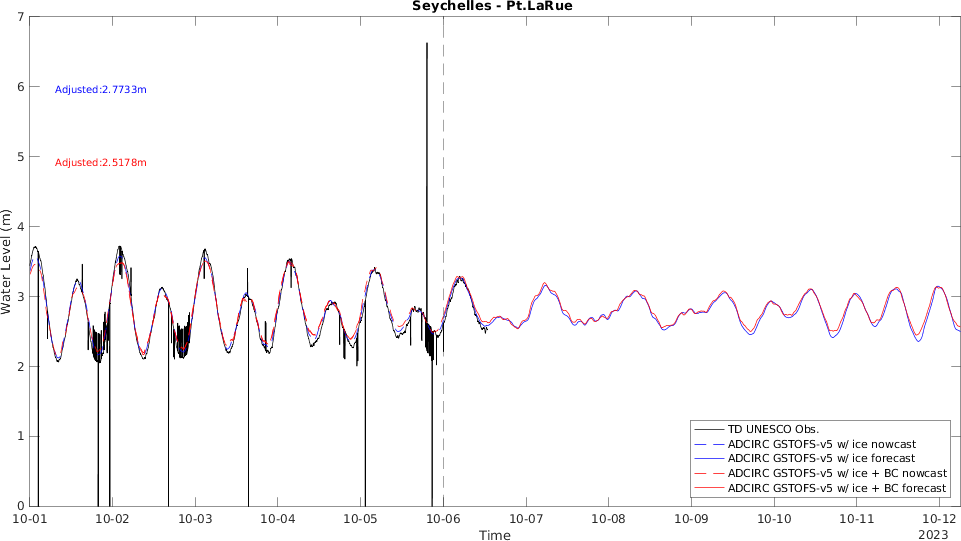 Seychelles - Pt.LaRue
7
6
5
4
3
2
1
0
Water Level (m)
Adjusted:2.7733m
Adjusted:2.5178m
TD UNESCO Obs.
ADCIRC GSTOFS-v5 w/ ice nowcast
ADCIRC GSTOFS-v5 w/ ice forecast
ADCIRC GSTOFS-v5 w/ ice + BC nowcast
ADCIRC GSTOFS-v5 w/ ice + BC forecast
10-01 10-02 10-03 10-04 10-05 10-06 10-07 10-08 10-09 10-10 10-11 10-12
Time
2023